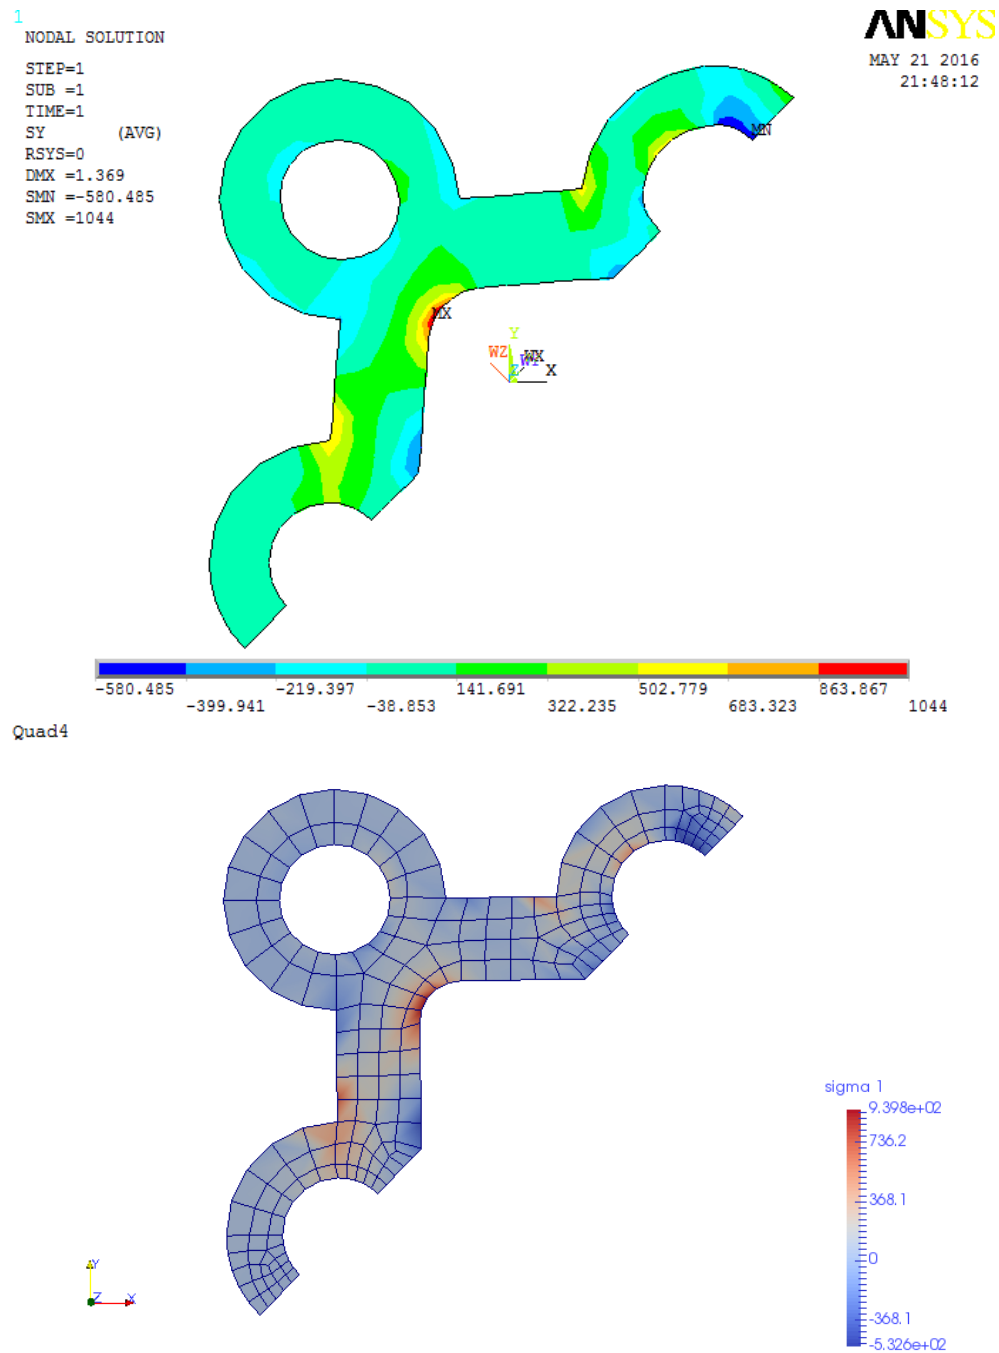 1
NODAL SOLUTION
ANSYS
STEP=1
SUB =1
TIME=1
SY (AVG)
RSYS=0
DMX =1.369
SMN =-580.485
SMX =1044
MAY 21 2016
21:48:12
MN
MX
Y
WZ
WX
Z
X
-580.485 -219.397 141.691 502.779 863.867
-399.941 -38.853 322.235 683.323 1044
Quad4
sigma 1
9.398e+02
736.2
368.1
0
-368.1
-5.326e+02
Y
Z X